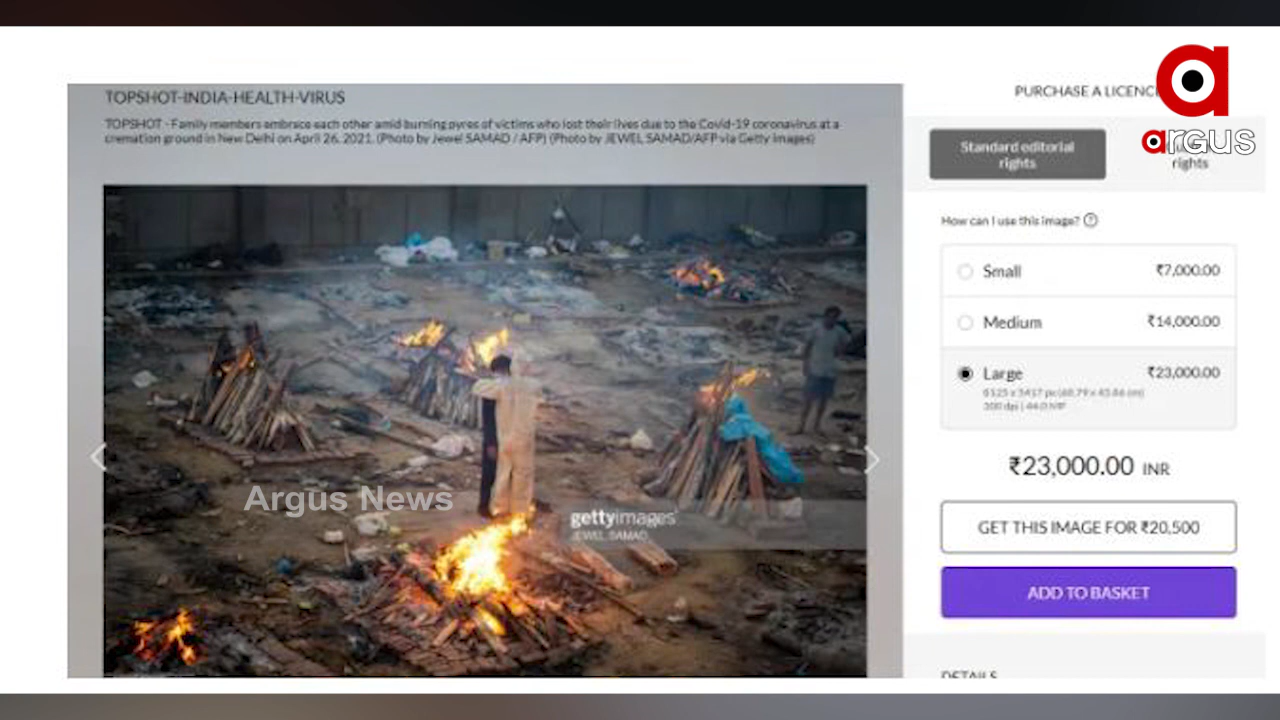 TOPSHOT-INDIA-HEALTH-VIRUS
TOPSHOT - Family members embrace each other amid burning pyres of victims who lost their lives due to the Covid-19 coronavirus at a
cremation ground in New Delhi on April 26, 2021. (Photo by Jewel SAMAD / AFP) (Photo by JEWEL SAMAD/AFP via Getty Images)
Argus News
gettyimages
JEWEL SAMAD
PURCHASE A LICENC
argus
Standard editorial
rights
rights
How can I use this image? ?
Small ₹7,000.00
Medium ₹14,000.00
Large ₹23,000.00
300 dpi |
₹23,000.00 INR
GET THIS IMAGE FOR ₹20,500
ADD TO BASKET
DETAILS